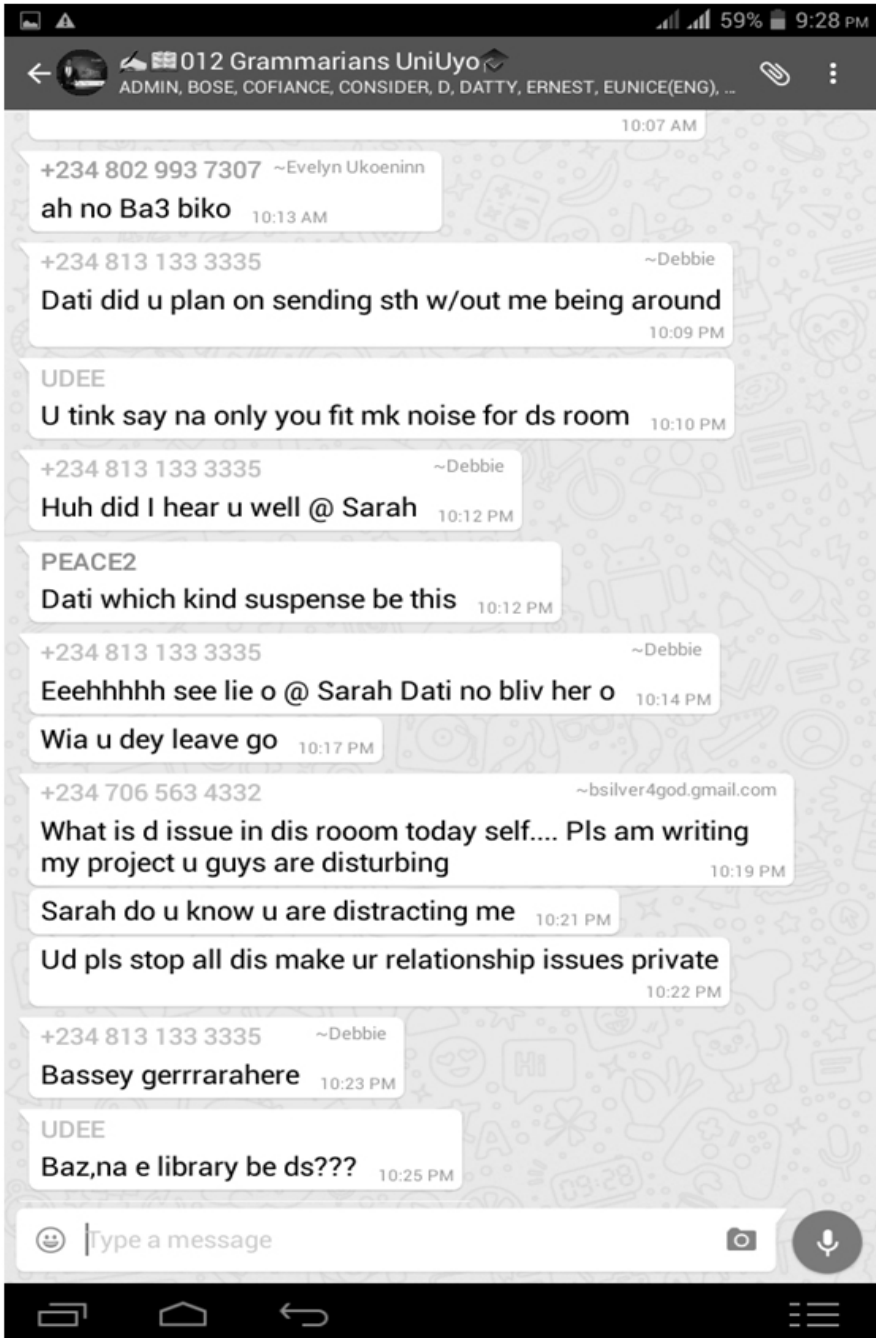 59% 9:28 PM
012 Grammarians UniUyo
ADMIN, BOSE, COFIANCE, CONSIDER, D, DATTY, ERNEST, EUNICE(ENG), ...
10:07 AM
+234 802 993 7307 ~Evelyn Ukoeninn
ah no Ba3 biko 10:13 AM
+234 813 133 3335 ~Debbie
Dati did u plan on sending sth w/out me being around
10:09 PM
UDEE
U tink say na only you fit mk noise for ds room 10:10 PM
+234 813 133 3335 ~Debbie
Huh did I hear u well @ Sarah 10:12 PM
PEACE2
Dati which kind suspense be this 10:12 PM
+234 813 133 3335 ~Debbie
Eeehhhhh see lie o @ Sarah Dati no bliv her o 10:14 PM
Wia u dey leave go 10:17 PM
+234 706 563 4332 ~bsilver4god.gmail.com
What is d issue in dis rooom today self.... Pls am writing
my project u guys are disturbing 10:19 PM
Sarah do u know u are distracting me 10:21 PM
Ud pls stop all dis make ur relationship issues private
10:22 PM
+234 813 133 3335 ~Debbie
Bassey gerrrarahere 10:23 PM
UDEE
Baz,na e library be ds??? 10:25 PM
Type a message